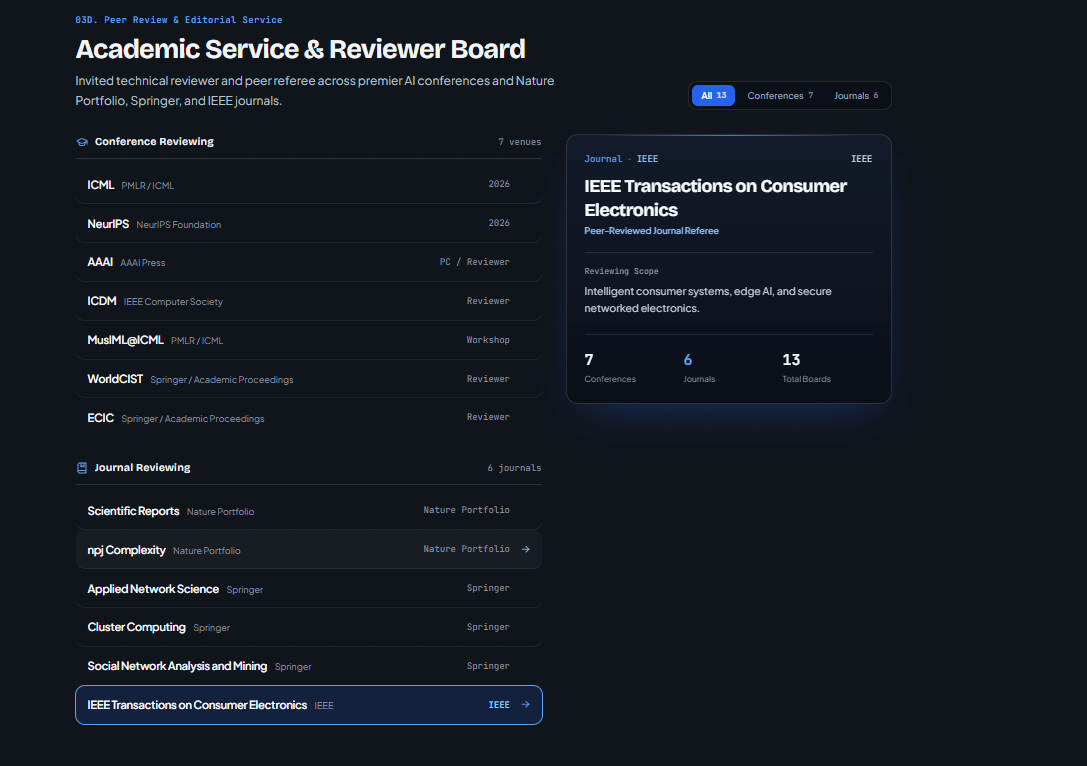 03D. Peer Review & Editorial Service
Academic Service & Reviewer Board
Invited technical reviewer and peer referee across premier AI conferences and Nature
Portfolio, Springer, and IEEE journals.
All 13 Conferences 7 Journals 6
Conference Reviewing 7 venues
ICML PMLR / ICML 2026
NeurIPS NeurIPS Foundation 2026
AAAI AAAI Press PC / Reviewer
ICDM IEEE Computer Society Reviewer
MusIML@ICML PMLR / ICML Workshop
WorldCIST Springer / Academic Proceedings Reviewer
ECIC Springer / Academic Proceedings Reviewer
Journal Reviewing 6 journals
Scientific Reports Nature Portfolio Nature Portfolio
npj Complexity Nature Portfolio Nature Portfolio →
Applied Network Science Springer Springer
Cluster Computing Springer Springer
Social Network Analysis and Mining Springer Springer
IEEE Transactions on Consumer Electronics IEEE IEEE →
Journal · IEEE IEEE
IEEE Transactions on Consumer
Electronics
Peer-Reviewed Journal Referee
Reviewing Scope
Intelligent consumer systems, edge AI, and secure
networked electronics.
7 6 13
Conferences Journals Total Boards